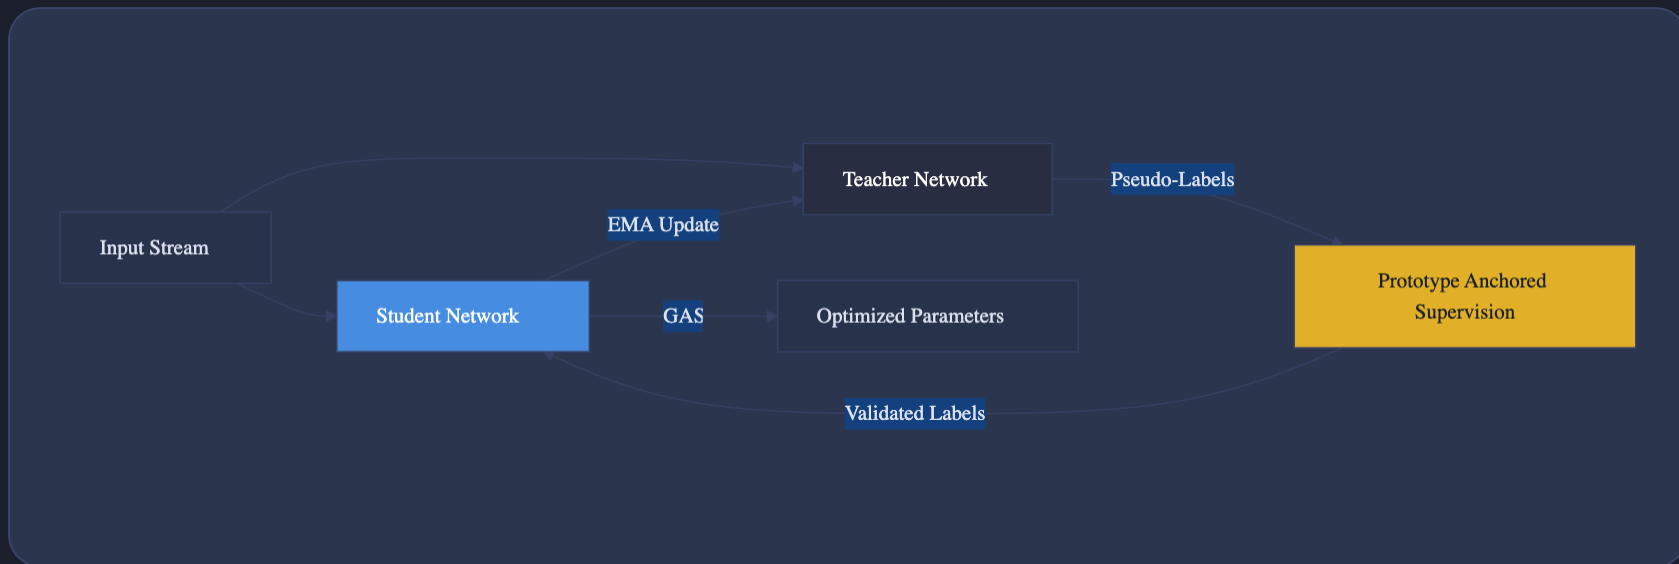 Teacher Network
Pseudo-Labels
EMA Update
Input Stream
Student Network
GAS
Optimized Parameters
Prototype Anchored
Supervision
Validated Labels